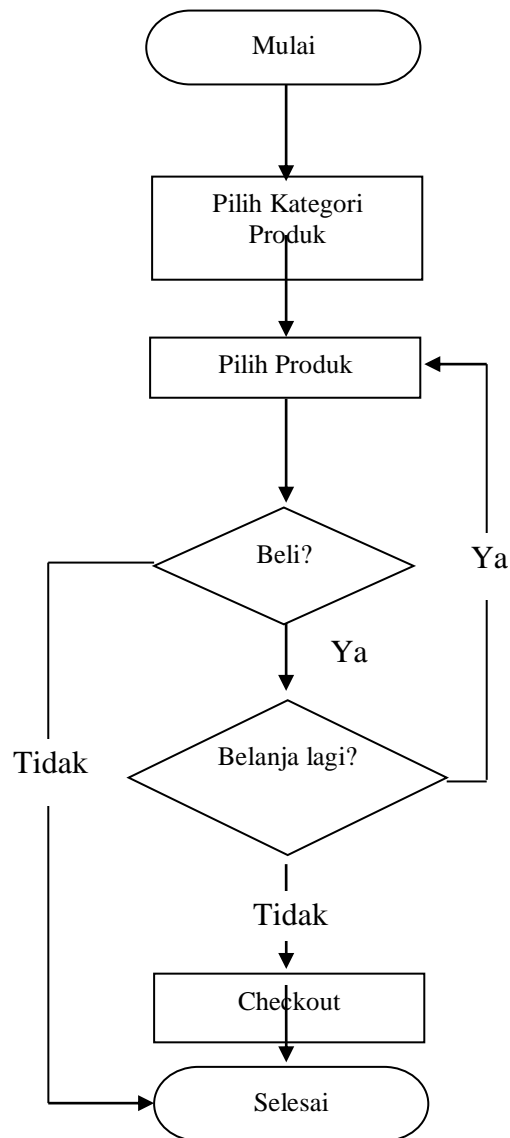 Mulai
Pilih Kategori
Produk
Pilih Produk
Beli?
Ya
Ya
Belanja lagi?
Tidak
Tidak
Checkout
Selesai